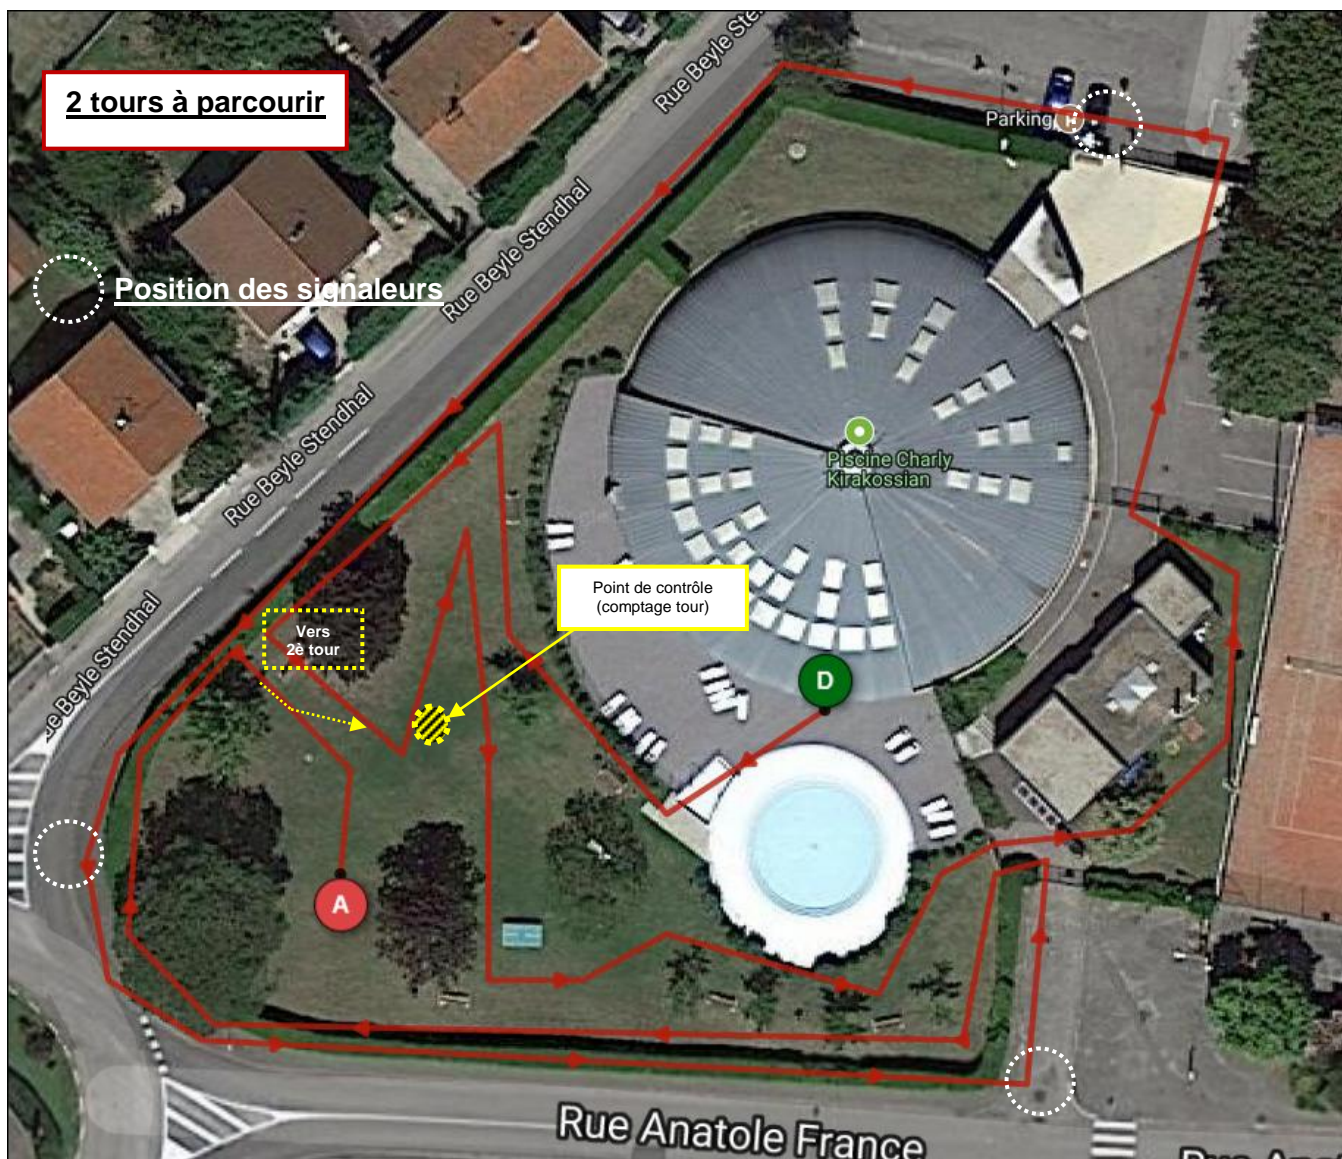 2 tours à parcourir
Rue Beyle Stendhal
Parking
H
Position des signaleurs
Rue Beyle Stendhal
Rue Beyle Stendhal
Piscine Charly
Kirakossian
Point de contrôle
(comptage tour)
Vers
2è tour
Beyle Stendhal
D
A
Rue Anatole France